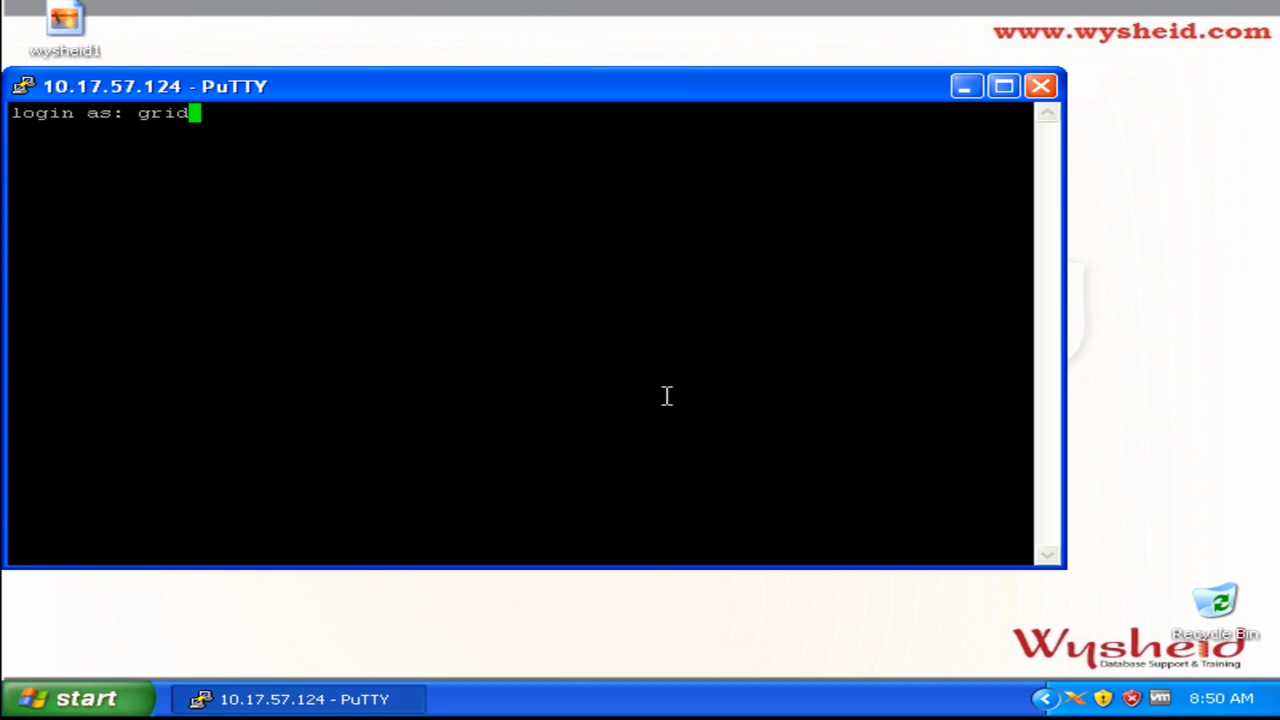 www.wysheid.com
wysheid1
10.17.57.124 - PuTTY
login as: grid
Recycle Bin
Wysheid
Database Support & Training
start
10.17.57.124 - PuTTY
vm
8:50 AM